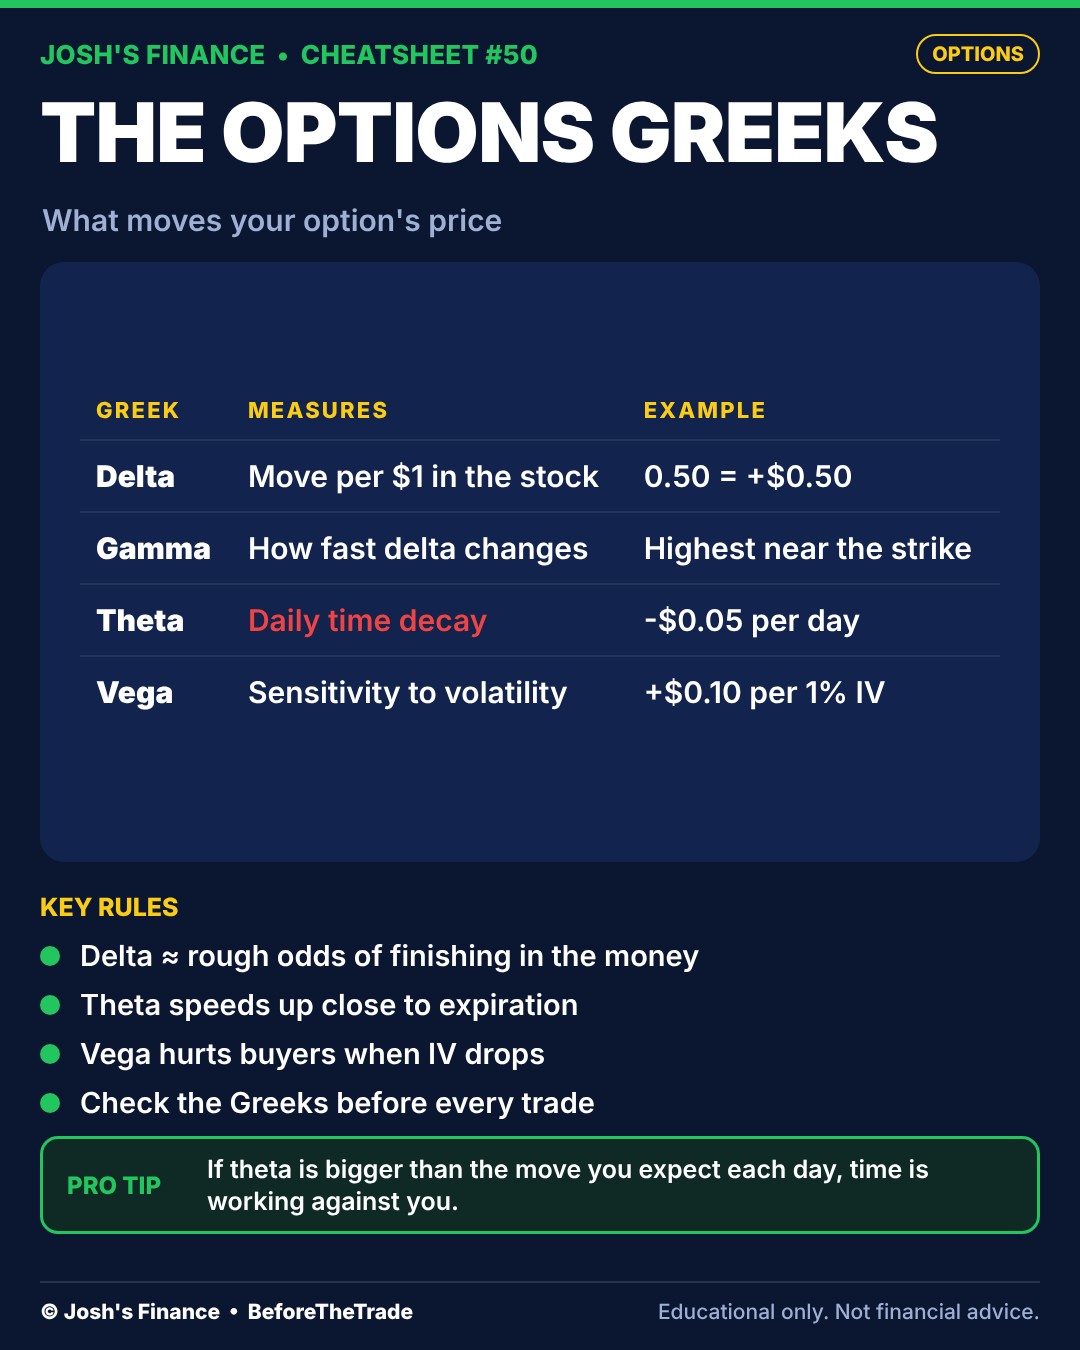 JOSH'S FINANCE • CHEATSHEET #50
OPTIONS
THE OPTIONS GREEKS
What moves your option's price
GREEK MEASURES EXAMPLE
Delta Move per $1 in the stock 0.50 = +$0.50
Gamma How fast delta changes Highest near the strike
Theta Daily time decay -$0.05 per day
Vega Sensitivity to volatility +$0.10 per 1% IV
KEY RULES
Delta ≈ rough odds of finishing in the money
Theta speeds up close to expiration
Vega hurts buyers when IV drops
Check the Greeks before every trade
PRO TIP
If theta is bigger than the move you expect each day, time is
working against you.
© Josh's Finance • BeforeTheTrade
Educational only. Not financial advice.